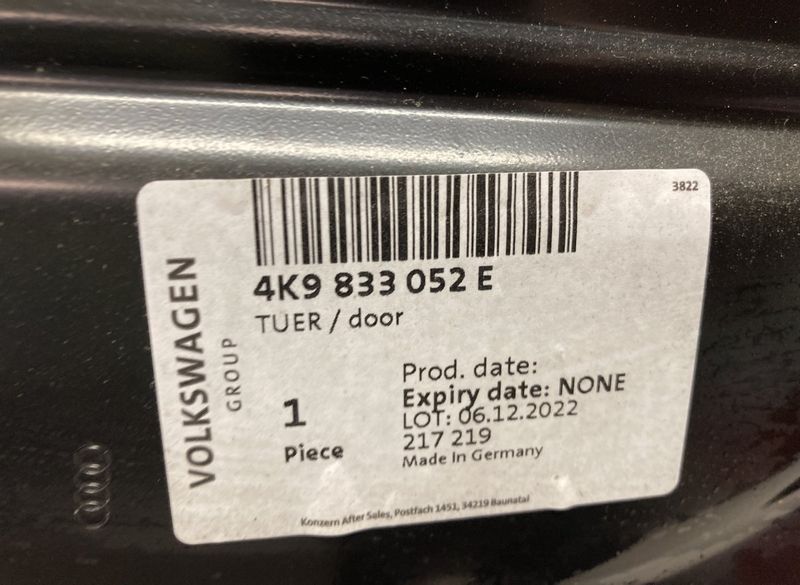 3822
4K9 833 052 E
TUER / door
VOLKSWAGEN
GROUP
1
Piece
Prod. date:
Expiry date: NONE
LOT: 06.12.2022
217 219
Made In Germany
Konzern After Sales, Postfach 1451, 34219 Baunatal